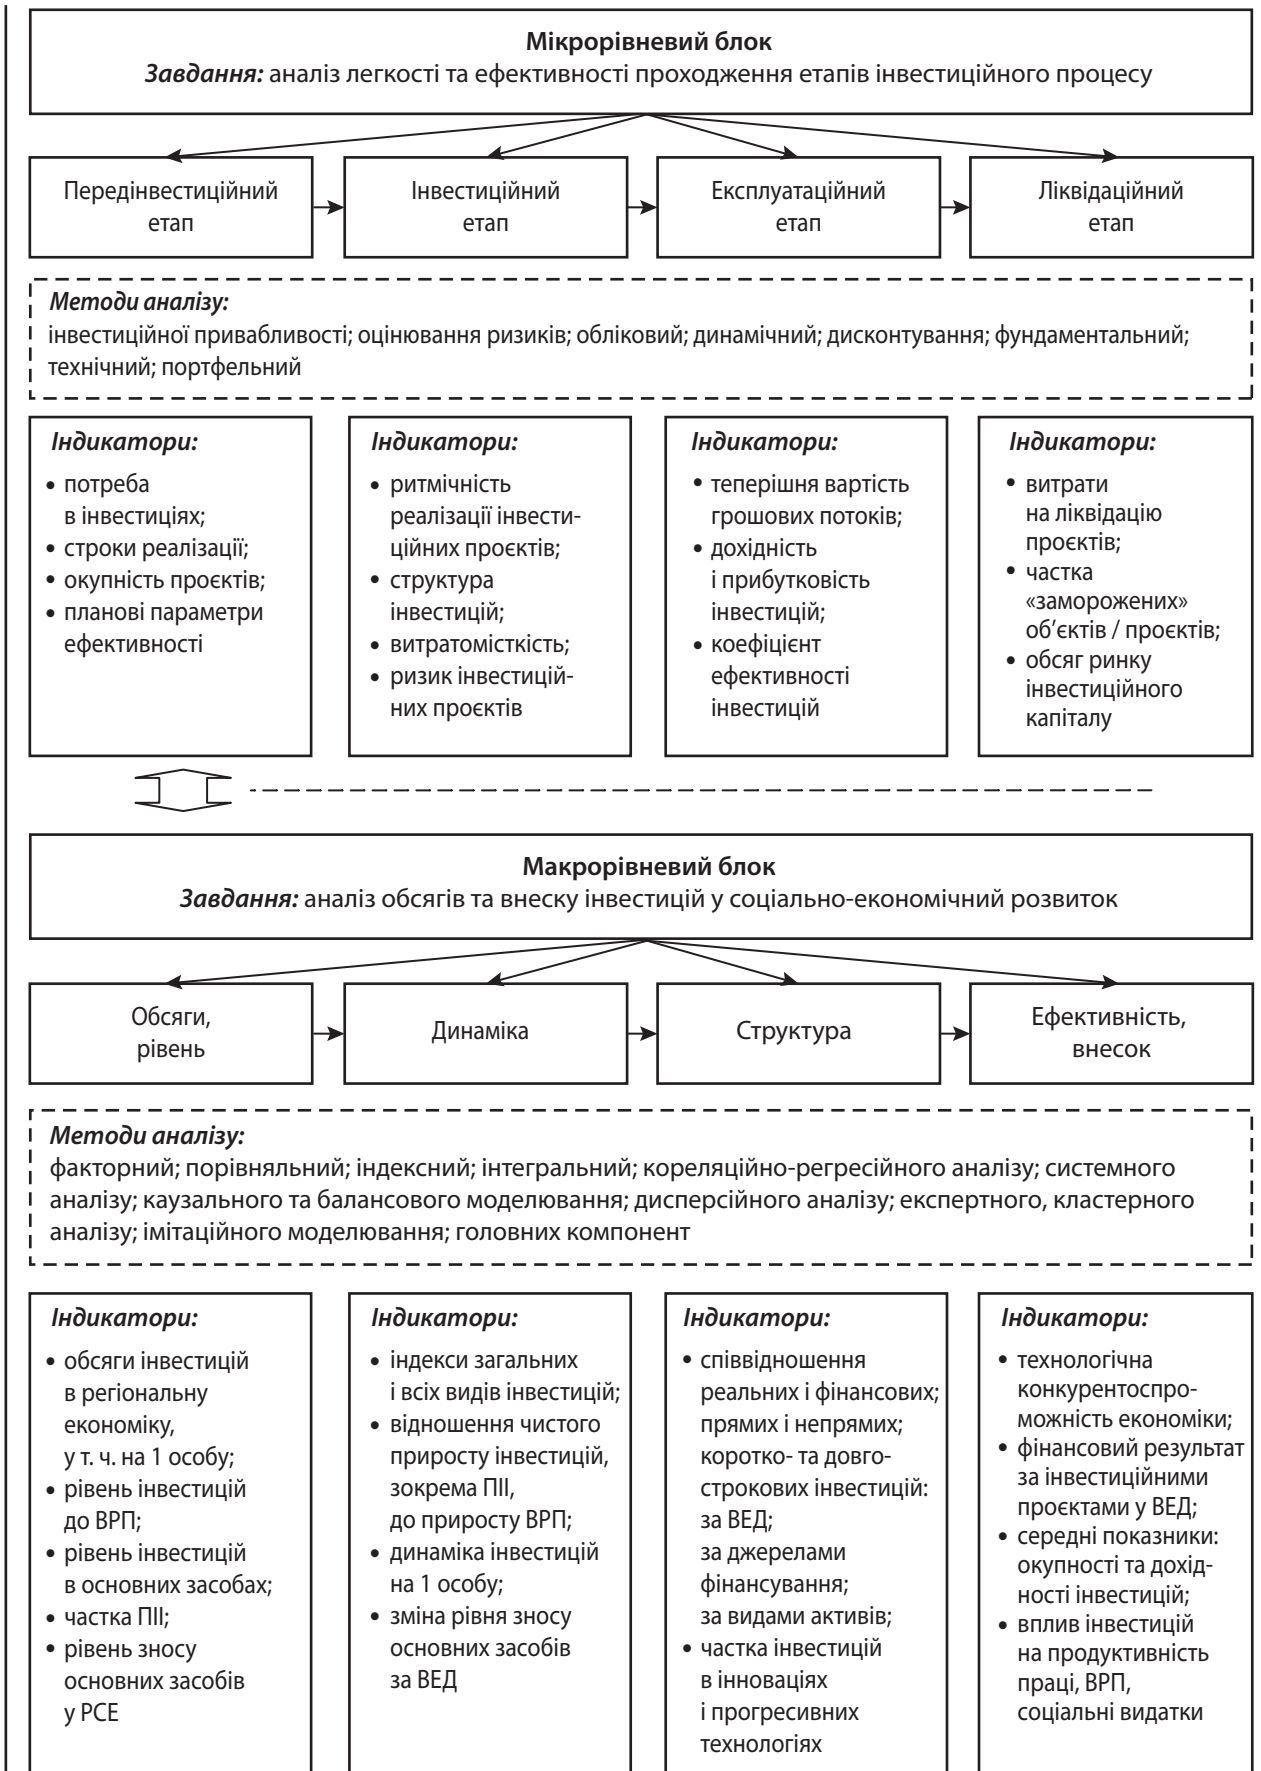 Мікрорівневий блок
Завдання: аналіз легкості та ефективності проходження етапів інвестиційного процесу
Передінвестиційний
етап
Інвестиційний
етап
Експлуатаційний
етап
Ліквідаційний
етап
Методи аналізу:
інвестиційної привабливості; оцінювання ризиків; обліковий; динамічний; дисконтування; фундаментальний;
технічний; портфельний
Індикатори:
• потреба
в інвестиціях;
• строки реалізації;
• окупність проєктів;
• планові параметри
ефективності
Індикатори:
• ритмічність
реалізації інвести-
ційних проєктів;
• структура
інвестицій;
• витратомісткість;
• ризик інвестицій-
них проєктів
Індикатори:
• теперішня вартість
грошових потоків;
• дохідність
і прибутковість
інвестицій;
• коефіцієнт
ефективності
інвестицій
Індикатори:
• витрати
на ліквідацію
проєктів;
• частка
«заморожених»
об’єктів / проєктів;
• обсяг ринку
інвестиційного
капіталу
Макрорівневий блок
Завдання: аналіз обсягів та внеску інвестицій у соціально-економічний розвиток
Обсяги,
рівень
Динаміка
Структура
Ефективність,
внесок
Методи аналізу:
факторний; порівняльний; індексний; інтегральний; кореляційно-регресійного аналізу; системного
аналізу; каузального та балансового моделювання; дисперсійного аналізу; експертного, кластерного
аналізу; імітаційного моделювання; головних компонент
Індикатори:
• обсяги інвестицій
в регіональну
економіку,
у т. ч. на 1 особу;
• рівень інвестицій
до ВРП;
• рівень інвестицій
в основних засобах;
• частка ПІІ;
• рівень зносу
основних засобів
у РСЕ
Індикатори:
• індекси загальних
і всіх видів інвестицій;
• відношення чистого
приросту інвестицій,
зокрема ПІІ,
до приросту ВРП;
• динаміка інвестицій
на 1 особу;
• зміна рівня зносу
основних засобів
за ВЕД
Індикатори:
• співвідношення
реальних і фінансових;
прямих і непрямих;
коротко- та довго-
строкових інвестицій:
за ВЕД;
за джерелами
фінансування;
за видами активів;
• частка інвестицій
в інноваціях
і прогресивних
технологіях
Індикатори:
• технологічна
конкурентоспро-
можність економіки;
• фінансовий результат
за інвестиційними
проєктами у ВЕД;
• середні показники:
окупності та дохід-
ності інвестицій;
• вплив інвестицій
на продуктивність
праці, ВРП,
соціальні видатки